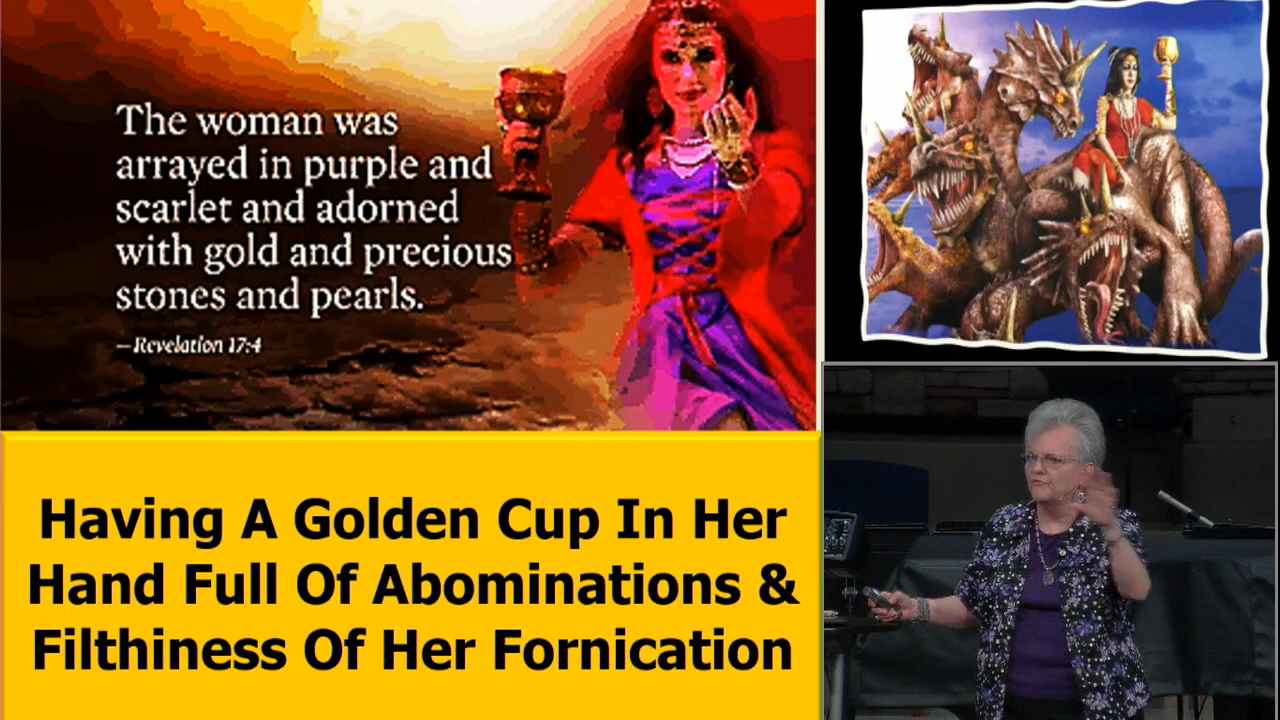 The woman was
arrayed in purple and
scarlet and adorned
with gold and precious
stones and pearls.
—Revelation 17:4
Having A Golden Cup In Her
Hand Full Of Abominations &
Filthiness Of Her Fornication